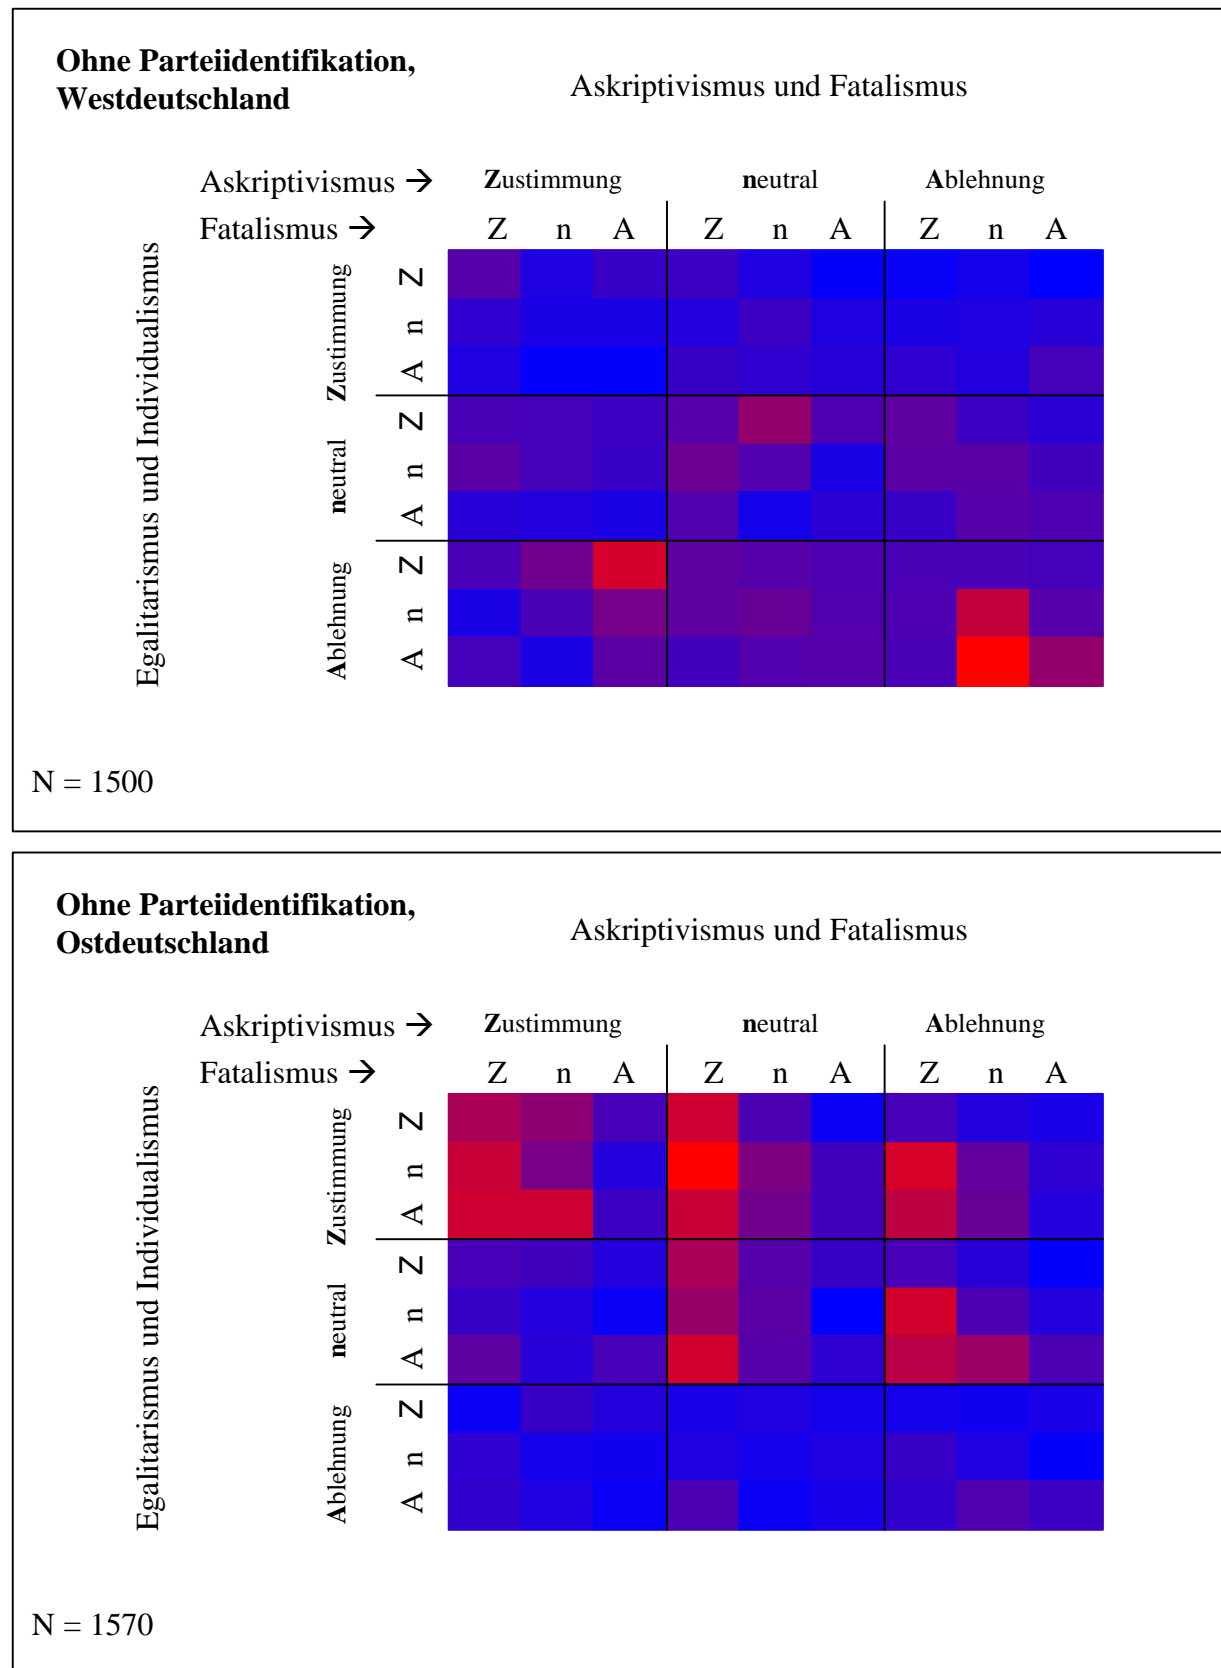 Ohne Parteiidentifikation,
Westdeutschland
Askriptivismus und Fatalismus
Askriptivismus → Zustimmung neutral Ablehnung
Fatalismus → Z n A Z n A Z n A
Egalitarismus und Individualismus
Zustimmung
Z
n
A
neutral
Z
n
A
Ablehnung
Z
n
A
N = 1500
Ohne Parteiidentifikation,
Ostdeutschland
Askriptivismus und Fatalismus
Askriptivismus → Zustimmung neutral Ablehnung
Fatalismus → Z n A Z n A Z n A
Egalitarismus und Individualismus
Zustimmung
Z
n
A
neutral
Z
n
A
Ablehnung
Z
n
A
N = 1570